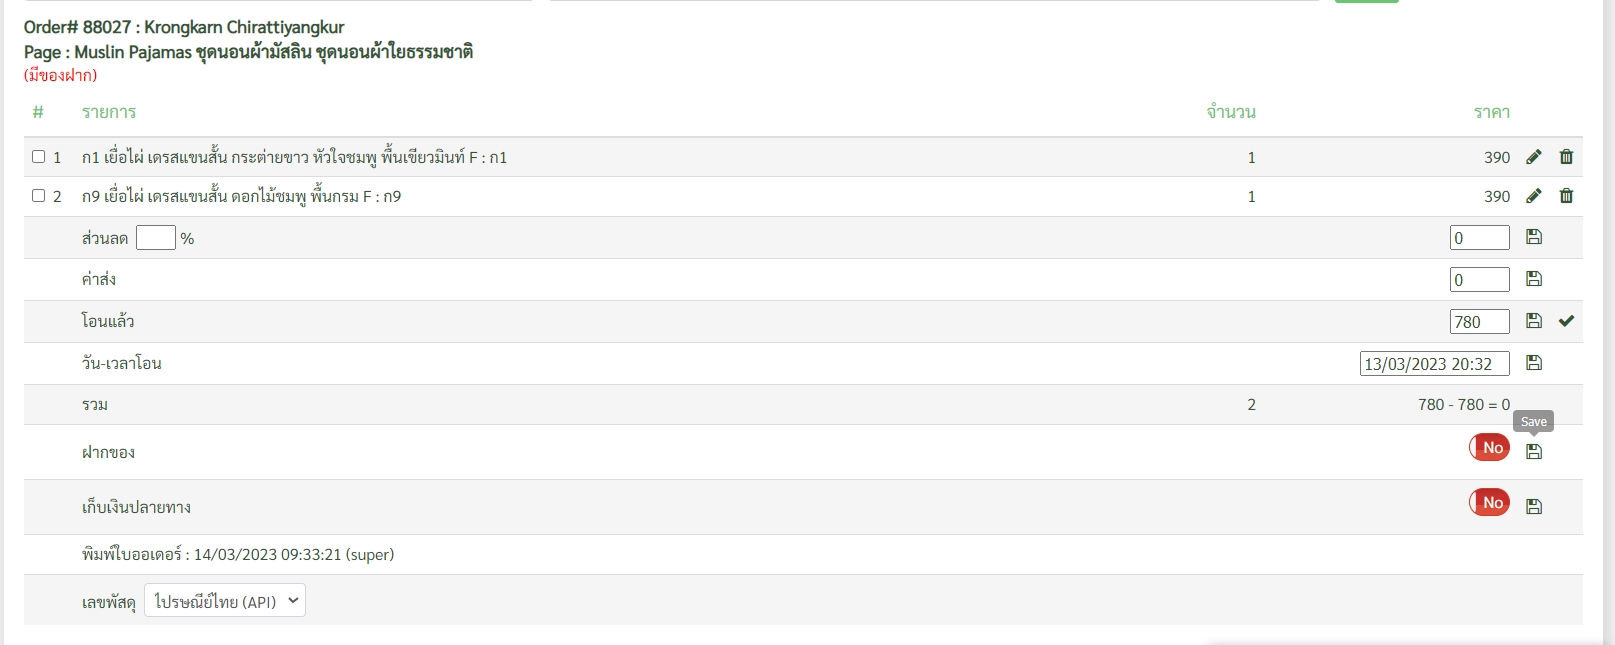 Order# 88027 : Krongkarn Chirattiyangkur
Page : Muslin Pajamas ชุดนอนผ้ามัสลิน ชุดนอนผ้าใยธรรมชาติ
(มีของฝาก)
# รายการ จำนวน ราคา
1 ก1 เยื่อไผ่ เดรสแขนสั้น กระต่ายขาว หัวใจชมพู พื้นเขียวมินท์ F : ก1 1 390
2 ก9 เยื่อไผ่ เดรสแขนสั้น ดอกไม้ชมพู พื้นกรม F : ก9 1 390
ส่วนลด % 0
ค่าส่ง 0
โอนแล้ว 780
วัน-เวลาโอน 13/03/2023 20:32
รวม 2 780 - 780 = 0
Save
ฝากของ No
เก็บเงินปลายทาง No
พิมพ์ใบออเดอร์ : 14/03/2023 09:33:21 (super)
เลขพัสดุ ไปรษณีย์ไทย (API)